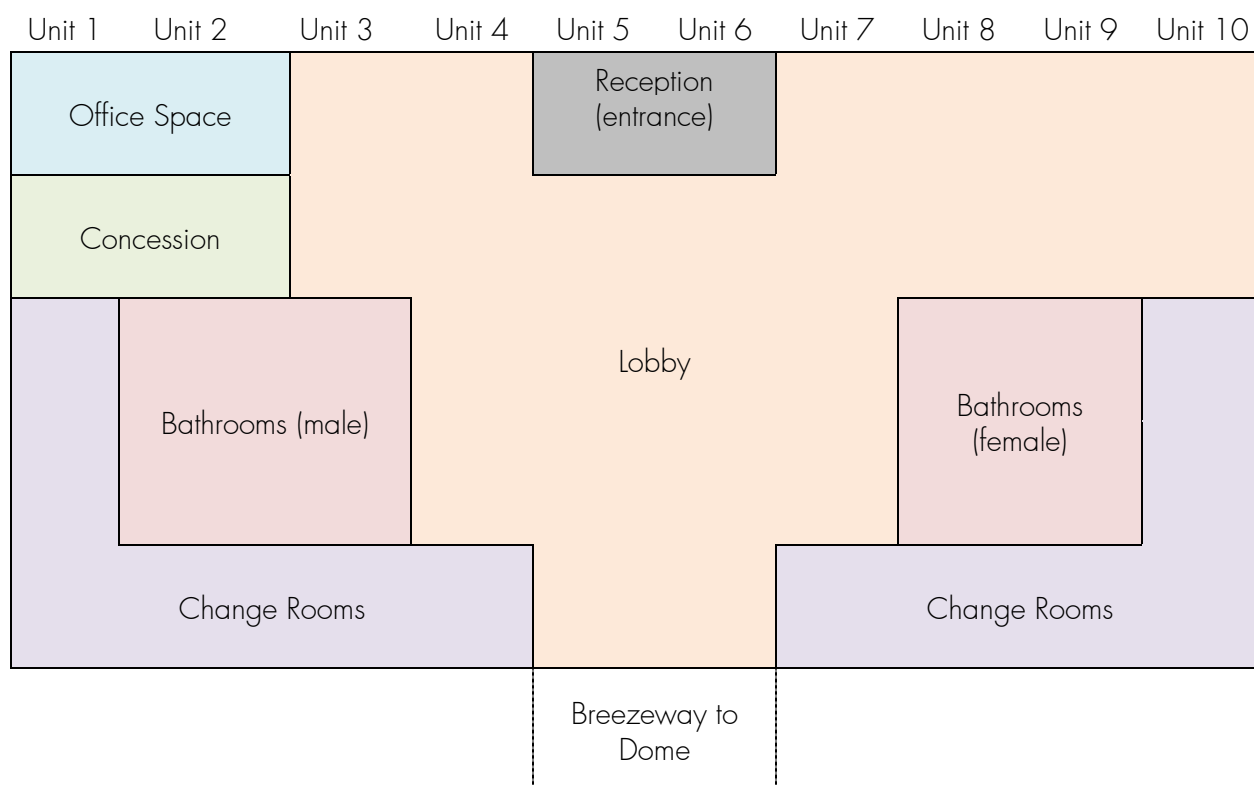 Unit 1 Unit 2 Unit 3 Unit 4 Unit 5 Unit 6 Unit 7 Unit 8 Unit 9 Unit 10
Office Space
Reception
(entrance)
Concession
Lobby
Bathrooms (male)
Bathrooms
(female)
Change Rooms
Change Rooms
Breezeway to
Dome